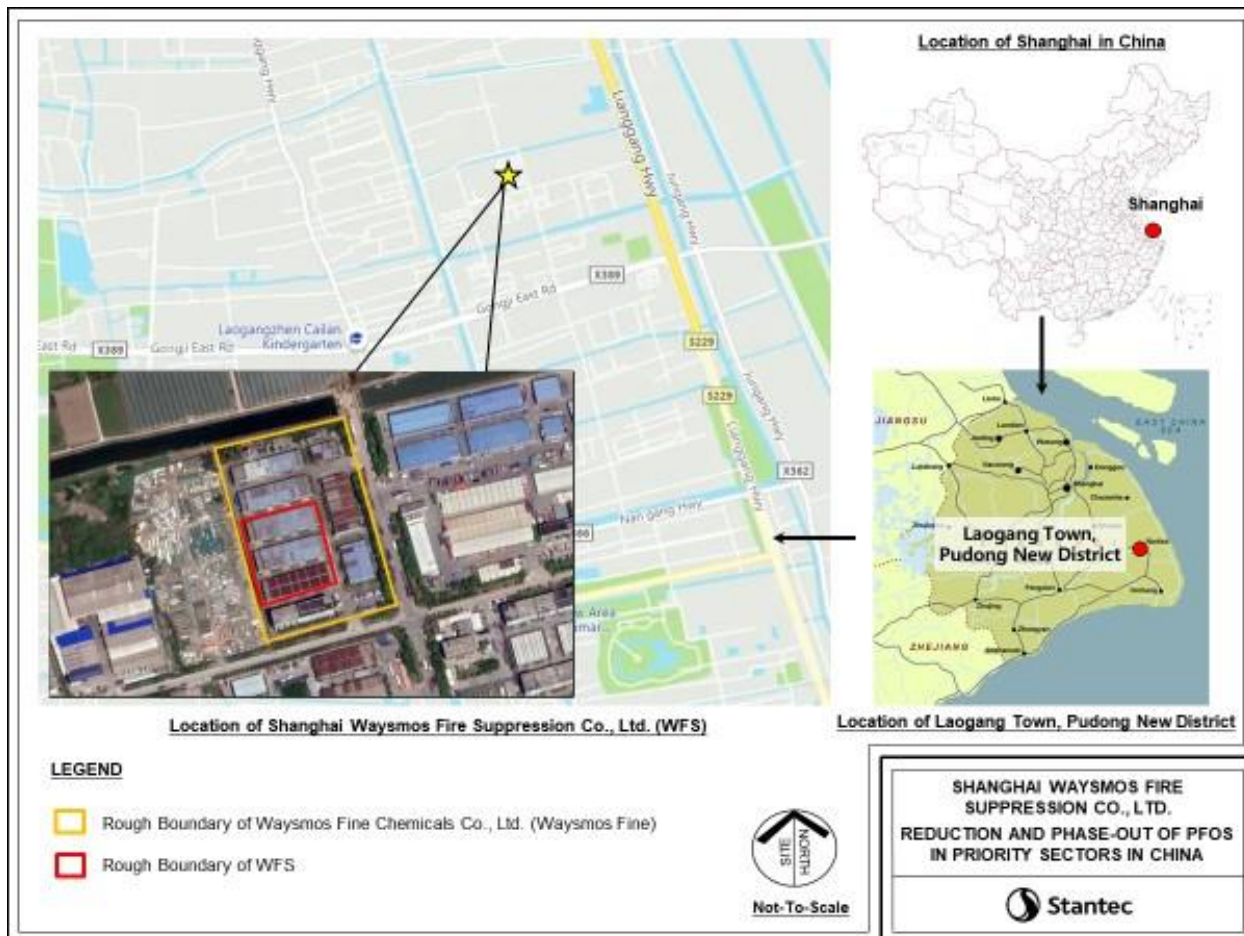 Location of Shanghai in China
Shanghai
Lianggang Hwy
X389
Gongji East Rd
Laogangzhen Cailan
Kindergarten
East Rd
X389
Gongji East Rd
S229
S229
X362
Nan gang Hwy
JIANGSU
EAST CHINA
SEA
Shanghai
Laogang Town,
Pudong New District
ZHEJIANG
Location of Shanghai Waysmos Fire Suppression Co., Ltd. (WFS)
Location of Laogang Town, Pudong New District
LEGEND
Rough Boundary of Waysmos Fine Chemicals Co., Ltd. (Waysmos Fine)
Rough Boundary of WFS
SITE
NORTH
Not-To-Scale
SHANGHAI WAYSMOS FIRE
SUPPRESSION CO., LTD.
REDUCTION AND PHASE-OUT OF PFOS
IN PRIORITY SECTORS IN CHINA
Stantec